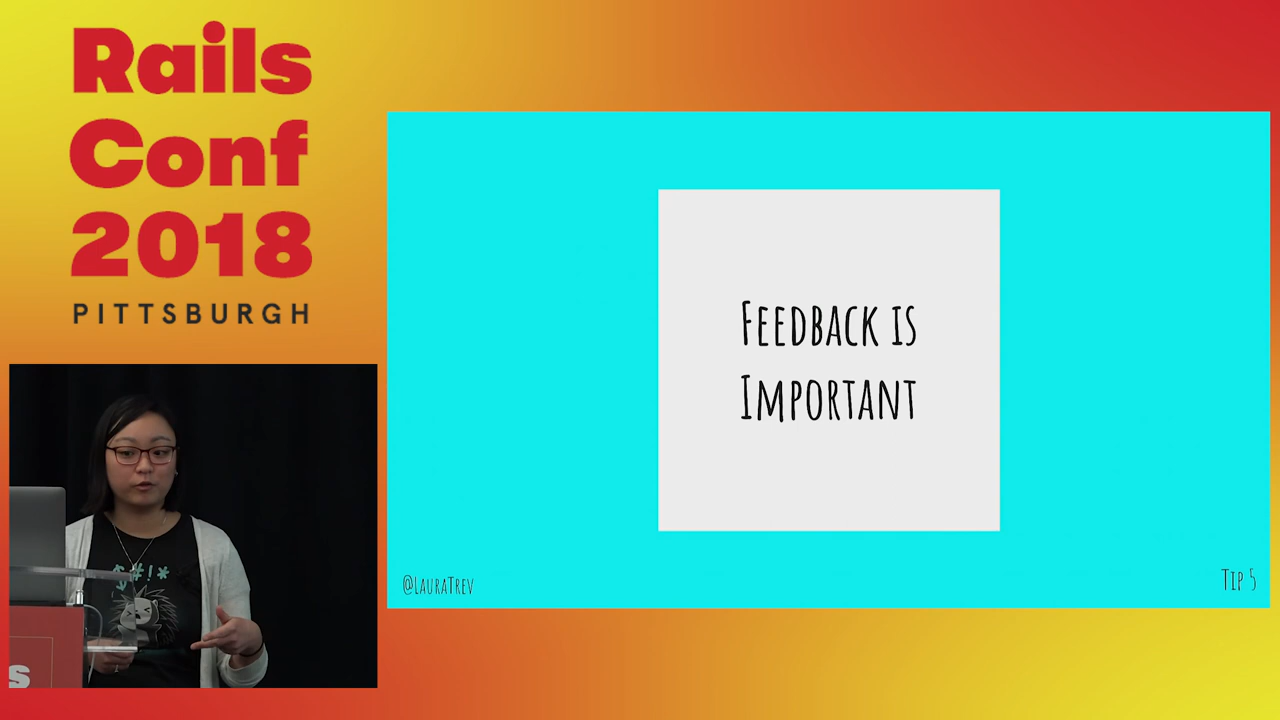 Rails
Conf
2018
PITTSBURGH
Feedback is
Important
@LauraTrev
Tip 5
$#!*
s